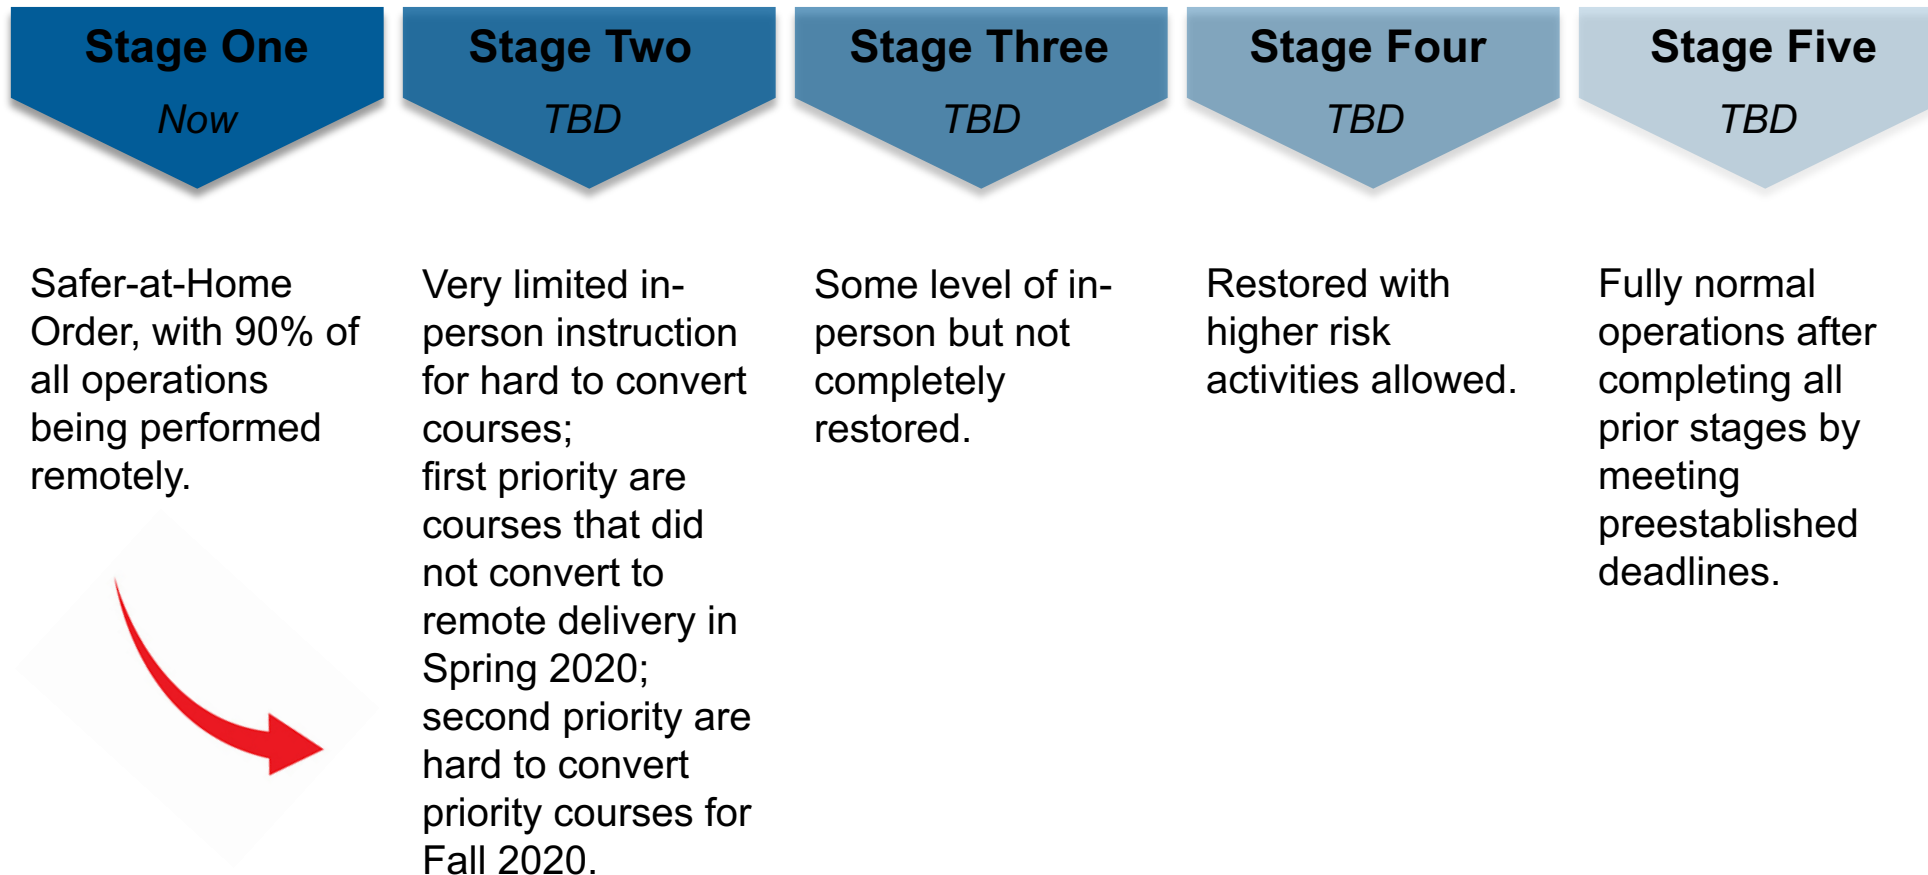 Stage One
Now
Safer-at-Home
Order, with 90% of
all operations
being performed
remotely.
Stage Two
TBD
Very limited in-
person instruction
for hard to convert
courses;
first priority are
courses that did
not convert to
remote delivery in
Spring 2020;
second priority are
hard to convert
priority courses for
Fall 2020.
Stage Three
TBD
Some level of in-
person but not
completely
restored.
Stage Four
TBD
Restored with
higher risk
activities allowed.
Stage Five
TBD
Fully normal
operations after
completing all
prior stages by
meeting
preestablished
deadlines.